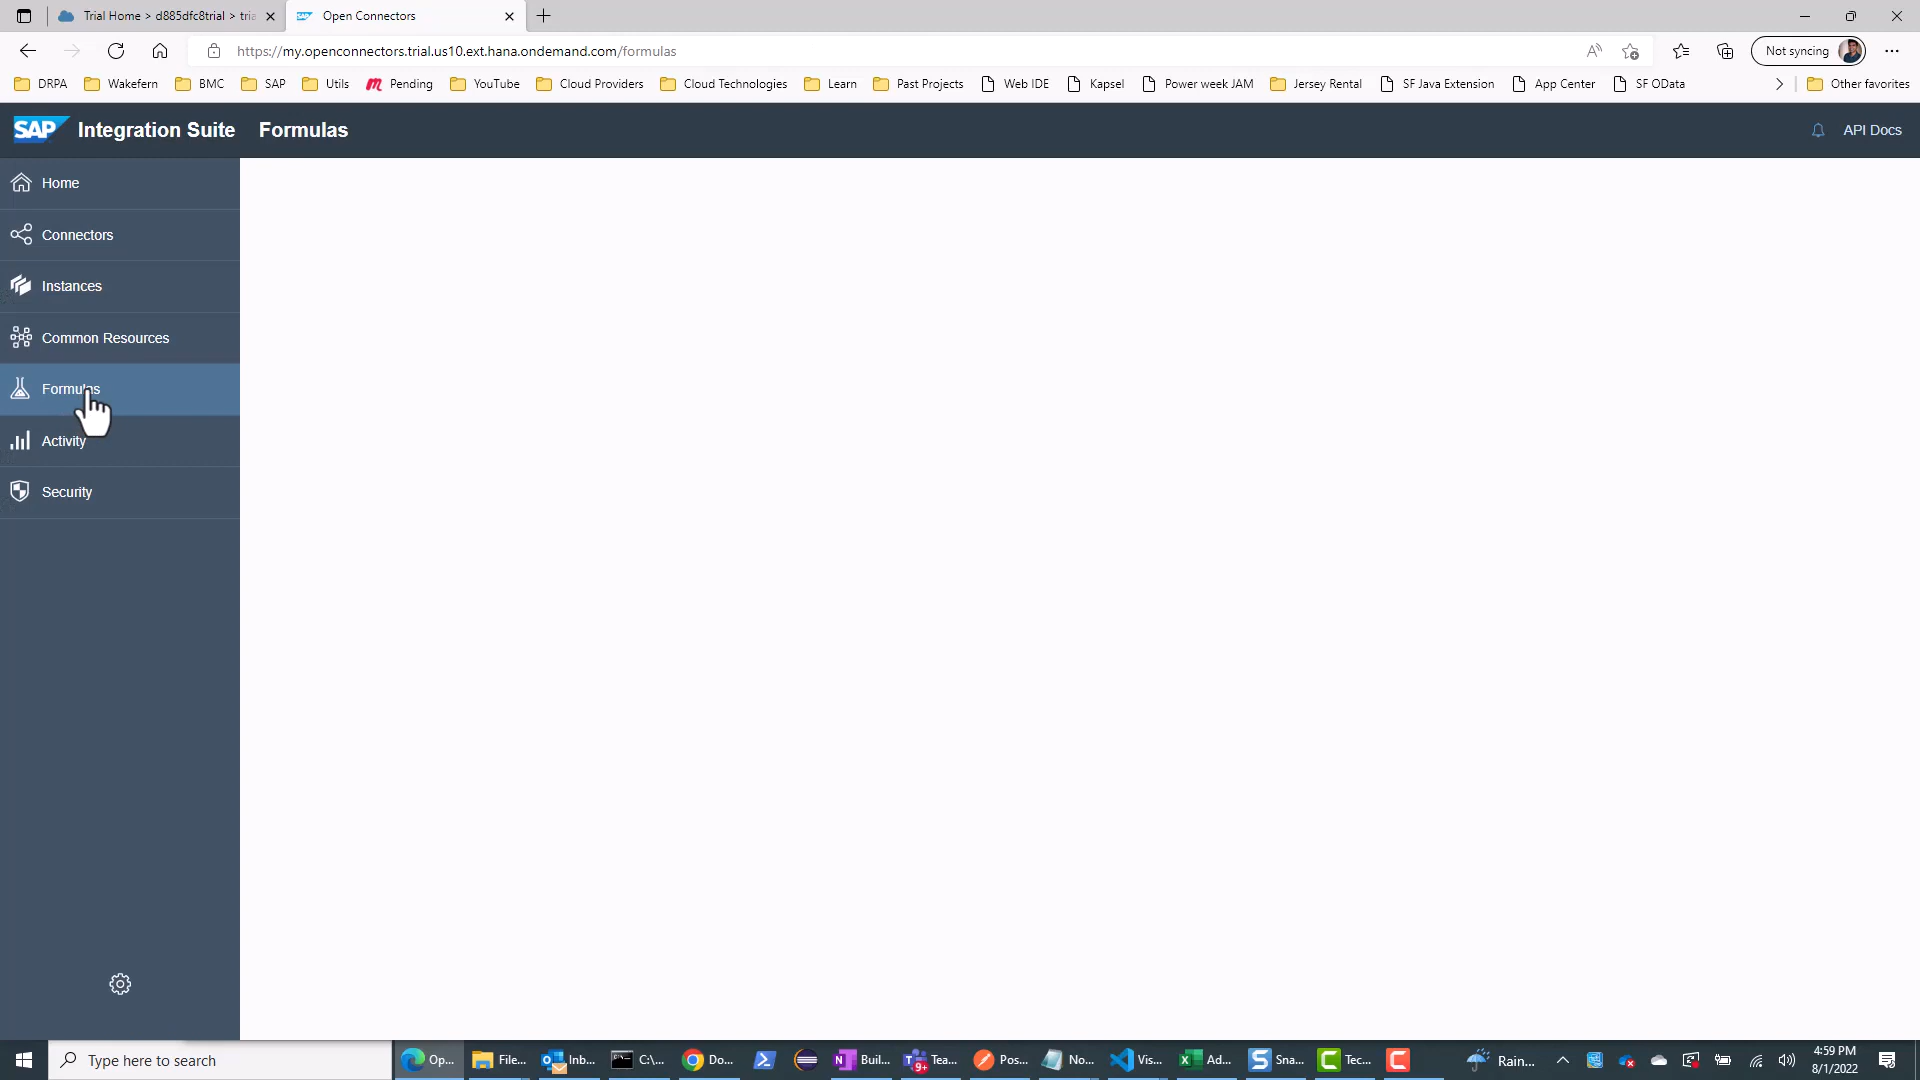 Trial Home > d885dfc8trial > tria
Open Connectors
https://my.openconnectors.trial.us10.ext.hana.ondemand.com/formulas
Not syncing
DRPA
Wakefern
BMC
SAP
Utils
Pending
YouTube
Cloud Providers
Cloud Technologies
Learn
Past Projects
Web IDE
Kapsel
Power week JAM
Jersey Rental
SF Java Extension
App Center
SF OData
Other favorites
SAP Integration Suite Formulas
API Docs
Home
Connectors
Instances
Common Resources
Formulas
Activity
Security
Type here to search
Op...
File...
Inb...
C:\...
Do...
Buil...
Tea...
9+
Pos...
No...
Vis...
Ad...
Sna...
Tec...
Rain...
4:59 PM
8/1/2022